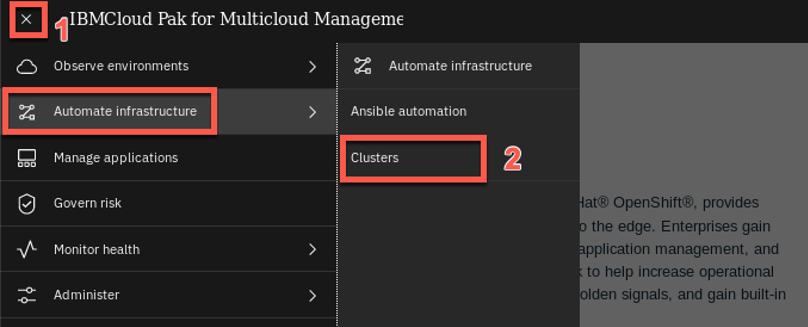 IBMCloud Pak for Multicloud Manageme
1
Observe environments
Automate infrastructure
Manage applications
Govern risk
Monitor health
Administer
Automate infrastructure
Ansible automation
Clusters
2
Hat® OpenShift®, provides
o the edge. Enterprises gain
application management, and
k to help increase operational
olden signals, and gain built-in